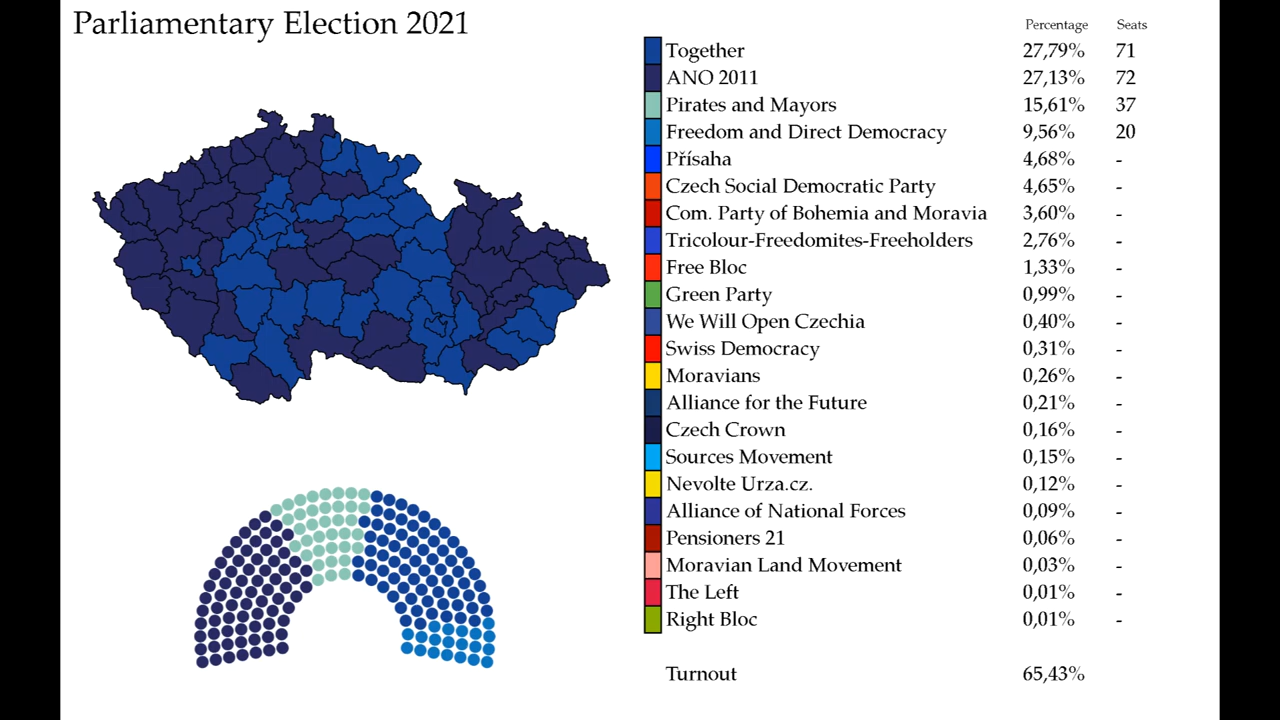 Parliamentary Election 2021
Percentage Seats
Together 27,79% 71
ANO 2011 27,13% 72
Pirates and Mayors 15,61% 37
Freedom and Direct Democracy 9,56% 20
Přísaha 4,68% -
Czech Social Democratic Party 4,65% -
Com. Party of Bohemia and Moravia 3,60% -
Tricolour-Freedomites-Freeholders 2,76% -
Free Bloc 1,33% -
Green Party 0,99% -
We Will Open Czechia 0,40% -
Swiss Democracy 0,31% -
Moravians 0,26% -
Alliance for the Future 0,21% -
Czech Crown 0,16% -
Sources Movement 0,15% -
Nevolte Urza.cz. 0,12% -
Alliance of National Forces 0,09% -
Pensioners 21 0,06% -
Moravian Land Movement 0,03% -
The Left 0,01% -
Right Bloc 0,01% -
Turnout 65,43%